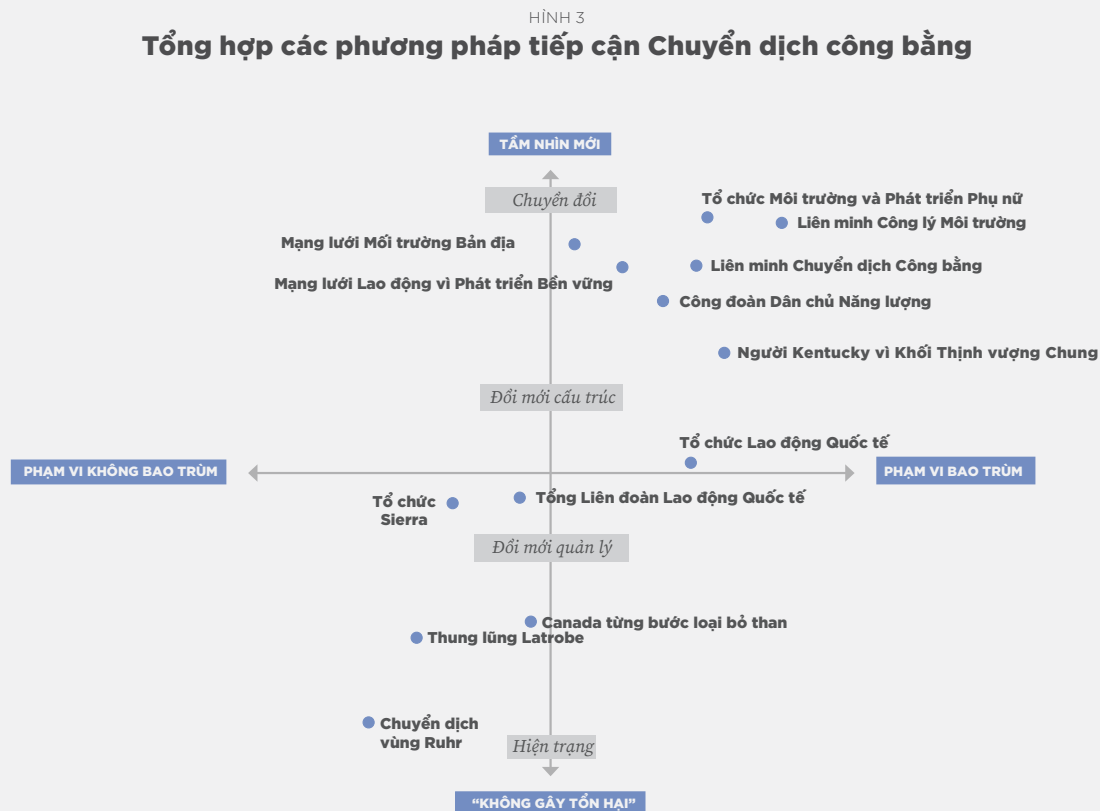 HÌNH 3
Tổng hợp các phương pháp tiếp cận Chuyển dịch công bằng
TẦM NHÌN MỚI
Chuyển đổi
Tổ chức Môi trường và Phát triển Phụ nữ
Liên minh Công lý Môi trường
Mạng lưới Mối trường Bản địa
Liên minh Chuyển dịch Công bằng
Mạng lưới Lao động vì Phát triển Bền vững
Công đoàn Dân chủ Năng lượng
Người Kentucky vì Khối Thịnh vượng Chung
Đổi mới cấu trúc
Tổ chức Lao động Quốc tế
PHẠM VI KHÔNG BAO TRÙM
PHẠM VI BAO TRÙM
Tổ chức
Sierra
Tổng Liên đoàn Lao động Quốc tế
Đổi mới quản lý
Canada từng bước loại bỏ than
Thung lũng Latrobe
Chuyển dịch
vùng Ruhr
Hiện trạng
“KHÔNG GÂY TỔN HẠI”